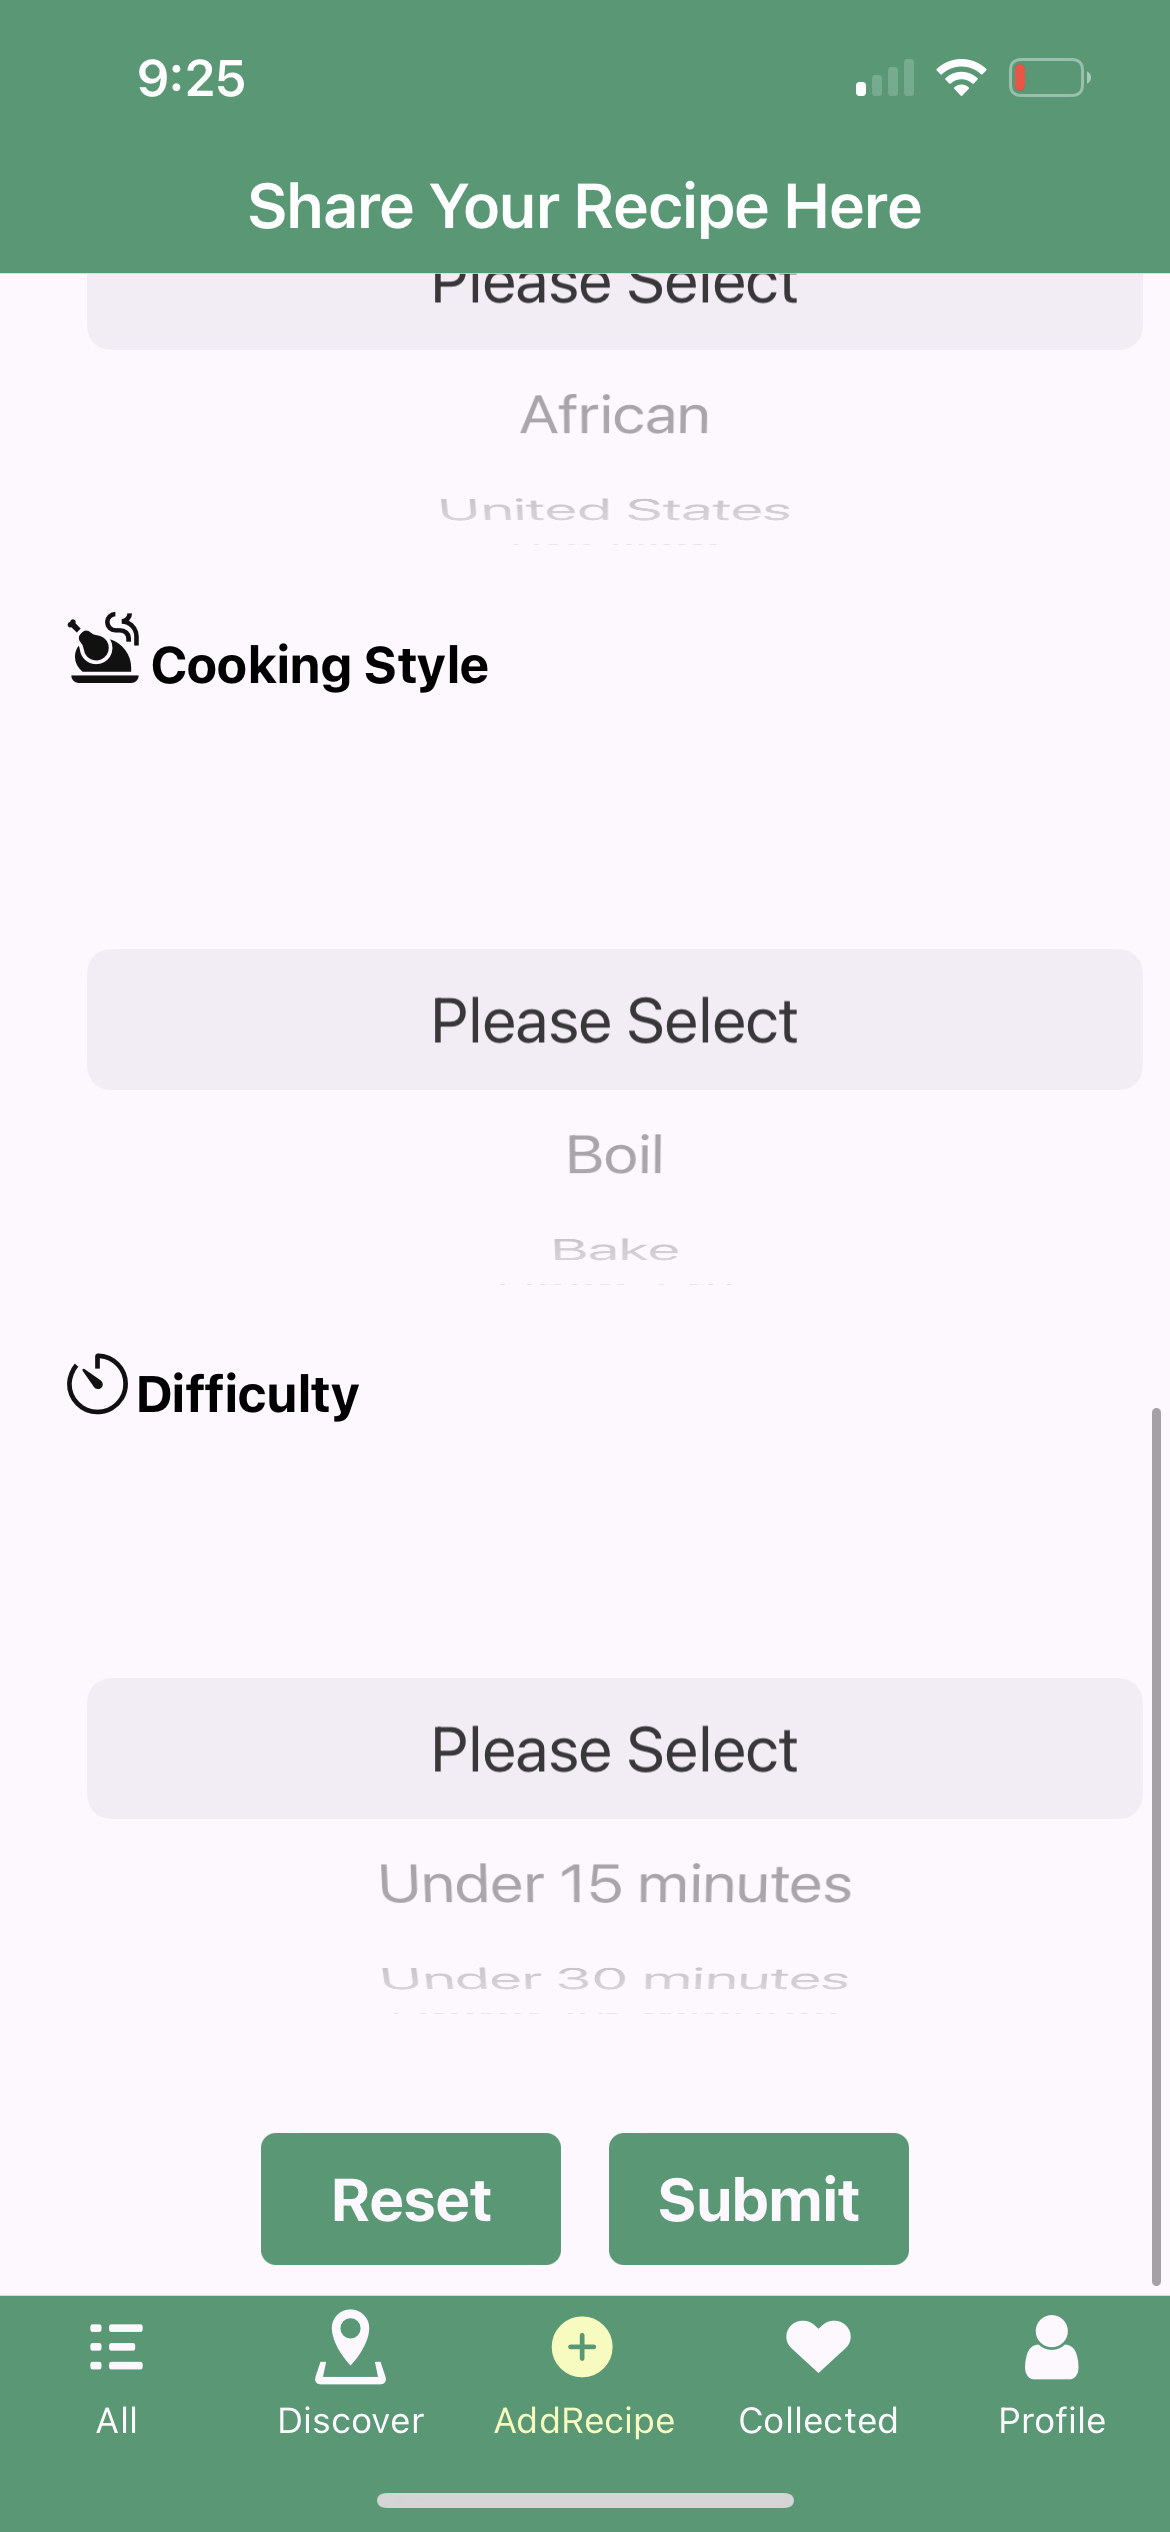 9:25
Share Your Recipe Here
Please Select
African
United States
Cooking Style
Please Select
Boil
Bake
Difficulty
Please Select
Under 15 minutes
Under 30 minutes
Reset
Submit
All
Discover
AddRecipe
Collected
Profile